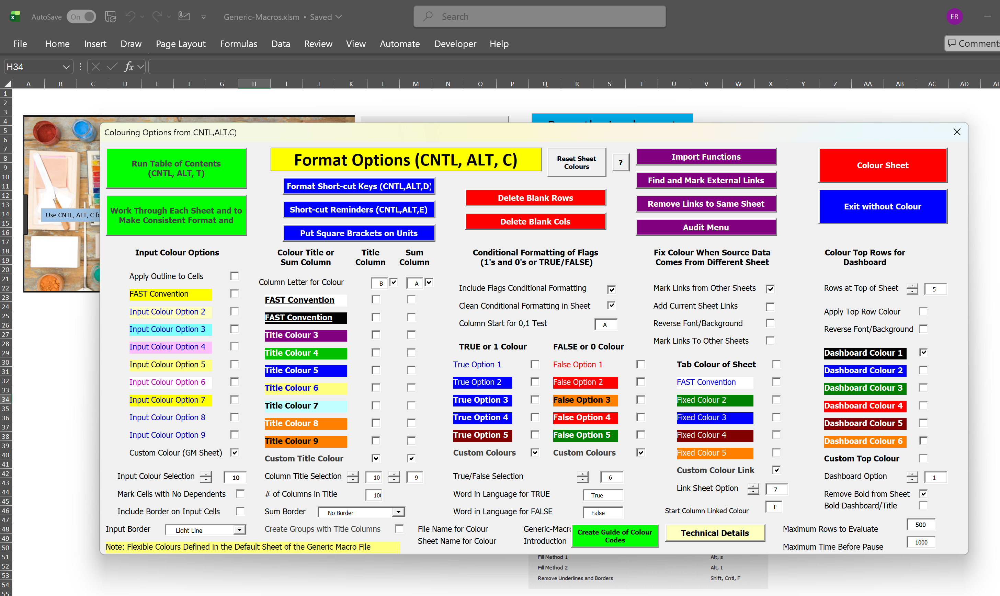 AutoSave On Generic-Macros.xlsm • Saved Search EB
File Home Insert Draw Page Layout Formulas Data Review View Automate Developer Help Comments
H34 fx
A B C D E F G H I J K L M N O P Q R S T U V W X Y Z AA AB AC AD AE
1
2
3
4
5
6
7
8
9
10
11
12
13
14
15
16
17
18
19
20
21
22
23
24
25
26
27
28
29
30
31
32
33
34
35
36
37
38
39
40
41
42
43
44
45
46
47
48
49
50
51
52
53
54
55
Use CNTL, ALT, C fo
Colouring Options from CNTL,ALT,C)
Run Table of Contents
(CNTL, ALT, T)
Work Through Each Sheet and to
Make Consistent Format and
Format Options (CNTL, ALT, C)
Format Short-cut Keys (CNTL,ALT,D)
Short-cut Reminders (CNTL,ALT,E)
Put Square Brackets on Units
Reset Sheet
Colours
?
Delete Blank Rows
Delete Blank Cols
Import Functions
Find and Mark External Links
Remove Links to Same Sheet
Audit Menu
Colour Sheet
Exit without Colour
Input Colour Options
Apply Outline to Cells
FAST Convention
Input Colour Option 2
Input Colour Option 3
Input Colour Option 4
Input Colour Option 5
Input Colour Option 6
Input Colour Option 7
Input Colour Option 8
Input Colour Option 9
Custom Colour (GM Sheet)
Input Colour Selection 10
Mark Cells with No Dependents
Include Border on Input Cells
Input Border Light Line
Note: Flexible Colours Defined in the Default Sheet of the Generic Macro File
Colour Title or
Sum Column
Title
Column
Sum
Column
Column Letter for Colour B A
FAST Convention
FAST Convention
Title Colour 3
Title Colour 4
Title Colour 5
Title Colour 6
Title Colour 7
Title Colour 8
Title Colour 9
Custom Title Colour
Column Title Selection 10 9
# of Columns in Title 100
Sum Border No Border
Create Groups with Title Columns
Conditional Formatting of Flags
(1's and 0's or TRUE/FALSE)
Include Flags Conditional Formatting
Clean Conditional Formatting in Sheet
Column Start for 0,1 Test A
TRUE or 1 Colour FALSE or 0 Colour
True Option 1 False Option 1
True Option 2 False Option 2
True Option 3 False Option 3
True Option 4 False Option 4
True Option 5 False Option 5
Custom Colours Custom Colours
True/False Selection 6
Word in Language for TRUE True
Word in Language for FALSE False
File Name for Colour Generic-Macro
Sheet Name for Colour Introduction
Create Guide of Colour
Codes
Fix Colour When Source Data
Comes From Different Sheet
Mark Links from Other Sheets
Add Current Sheet Links
Reverse Font/Background
Mark Links To Other Sheets
Tab Colour of Sheet
FAST Convention
Fixed Colour 2
Fixed Colour 3
Fixed Colour 4
Fixed Colour 5
Custom Colour Link
Link Sheet Option 7
Start Column Linked Colour E
Technical Details
Colour Top Rows for
Dashboard
Rows at Top of Sheet 5
Apply Top Row Colour
Reverse Font/Background
Dashboard Colour 1
Dashboard Colour 2
Dashboard Colour 3
Dashboard Colour 4
Dashboard Colour 5
Dashboard Colour 6
Custom Top Colour
Dashboard Option 1
Remove Bold from Sheet
Bold Dashboard/Title
Maximum Rows to Evaluate 500
Maximum Time Before Pause 1000
Fill Method 1 Alt, s
Fill Method 2 Alt, t
Remove Underlines and Borders Shift, Cntl, F